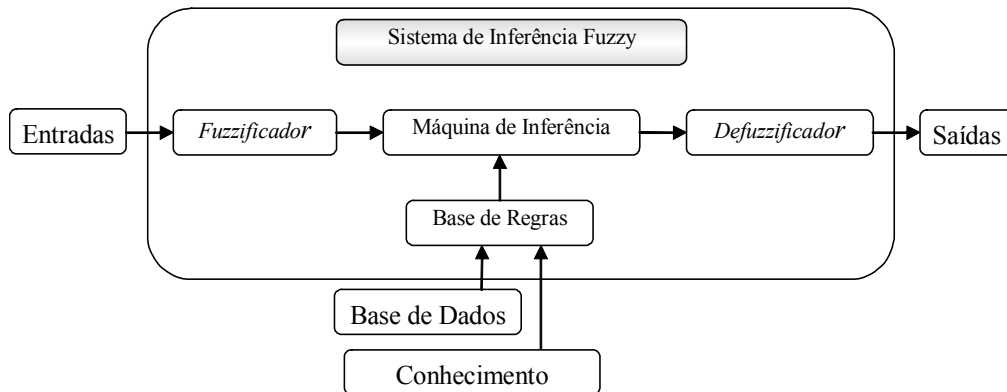 Sistema de Inferência Fuzzy
Entradas
Fuzzificador
Máquina de Inferência
Defuzzificador
Saídas
Base de Regras
Base de Dados
Conhecimento